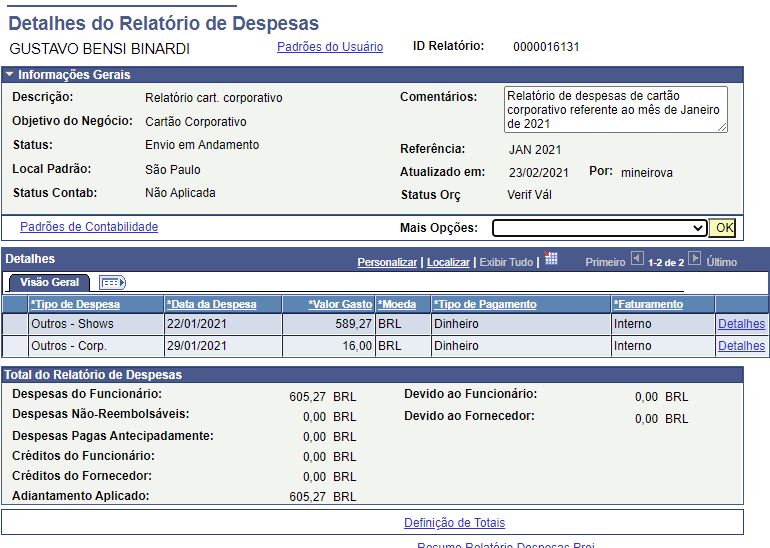 Detalhes do Relatório de Despesas
GUSTAVO BENSI BINARDI Padrões do Usuário ID Relatório: 0000016131
Informações Gerais
Descrição: Relatório cart. corporativo
Comentários: Relatório de despesas de cartão
corporativo referente ao mês de Janeiro
de 2021
Objetivo do Negócio: Cartão Corporativo
Status: Envio em Andamento
Referência: JAN 2021
Local Padrão: São Paulo
Atualizado em: 23/02/2021 Por: mineirova
Status Contab: Não Aplicada
Status Orç Verif Vál
Padrões de Contabilidade Mais Opções: OK
Detalhes Personalizar | Localizar | Exibir Tudo | Primeiro 1-2 de 2 Último
Visão Geral
*Tipo de Despesa *Data da Despesa *Valor Gasto *Moeda *Tipo de Pagamento *Faturamento
Outros - Shows 22/01/2021 589,27 BRL Dinheiro Interno Detalhes
Outros - Corp. 29/01/2021 16,00 BRL Dinheiro Interno Detalhes
Total do Relatório de Despesas
Despesas do Funcionário: 605,27 BRL Devido ao Funcionário: 0,00 BRL
Despesas Não-Reembolsáveis: 0,00 BRL Devido ao Fornecedor: 0,00 BRL
Despesas Pagas Antecipadamente: 0,00 BRL
Créditos do Funcionário: 0,00 BRL
Créditos do Fornecedor: 0,00 BRL
Adiantamento Aplicado: 605,27 BRL
Definição de Totais
Resumo Relatório Despesas Proj